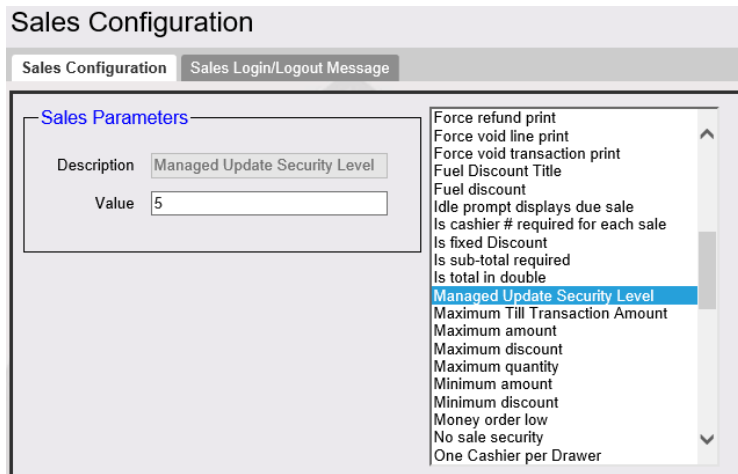 Sales Configuration
Sales Configuration
Sales Login/Logout Message
Sales Parameters
Description
Managed Update Security Level
Value
5
Force refund print
Force void line print
Force void transaction print
Fuel Discount Title
Fuel discount
Idle prompt displays due sale
Is cashier # required for each sale
Is fixed Discount
Is sub-total required
Is total in double
Managed Update Security Level
Maximum Till Transaction Amount
Maximum amount
Maximum discount
Maximum quantity
Minimum amount
Minimum discount
Money order low
No sale security
One Cashier per Drawer